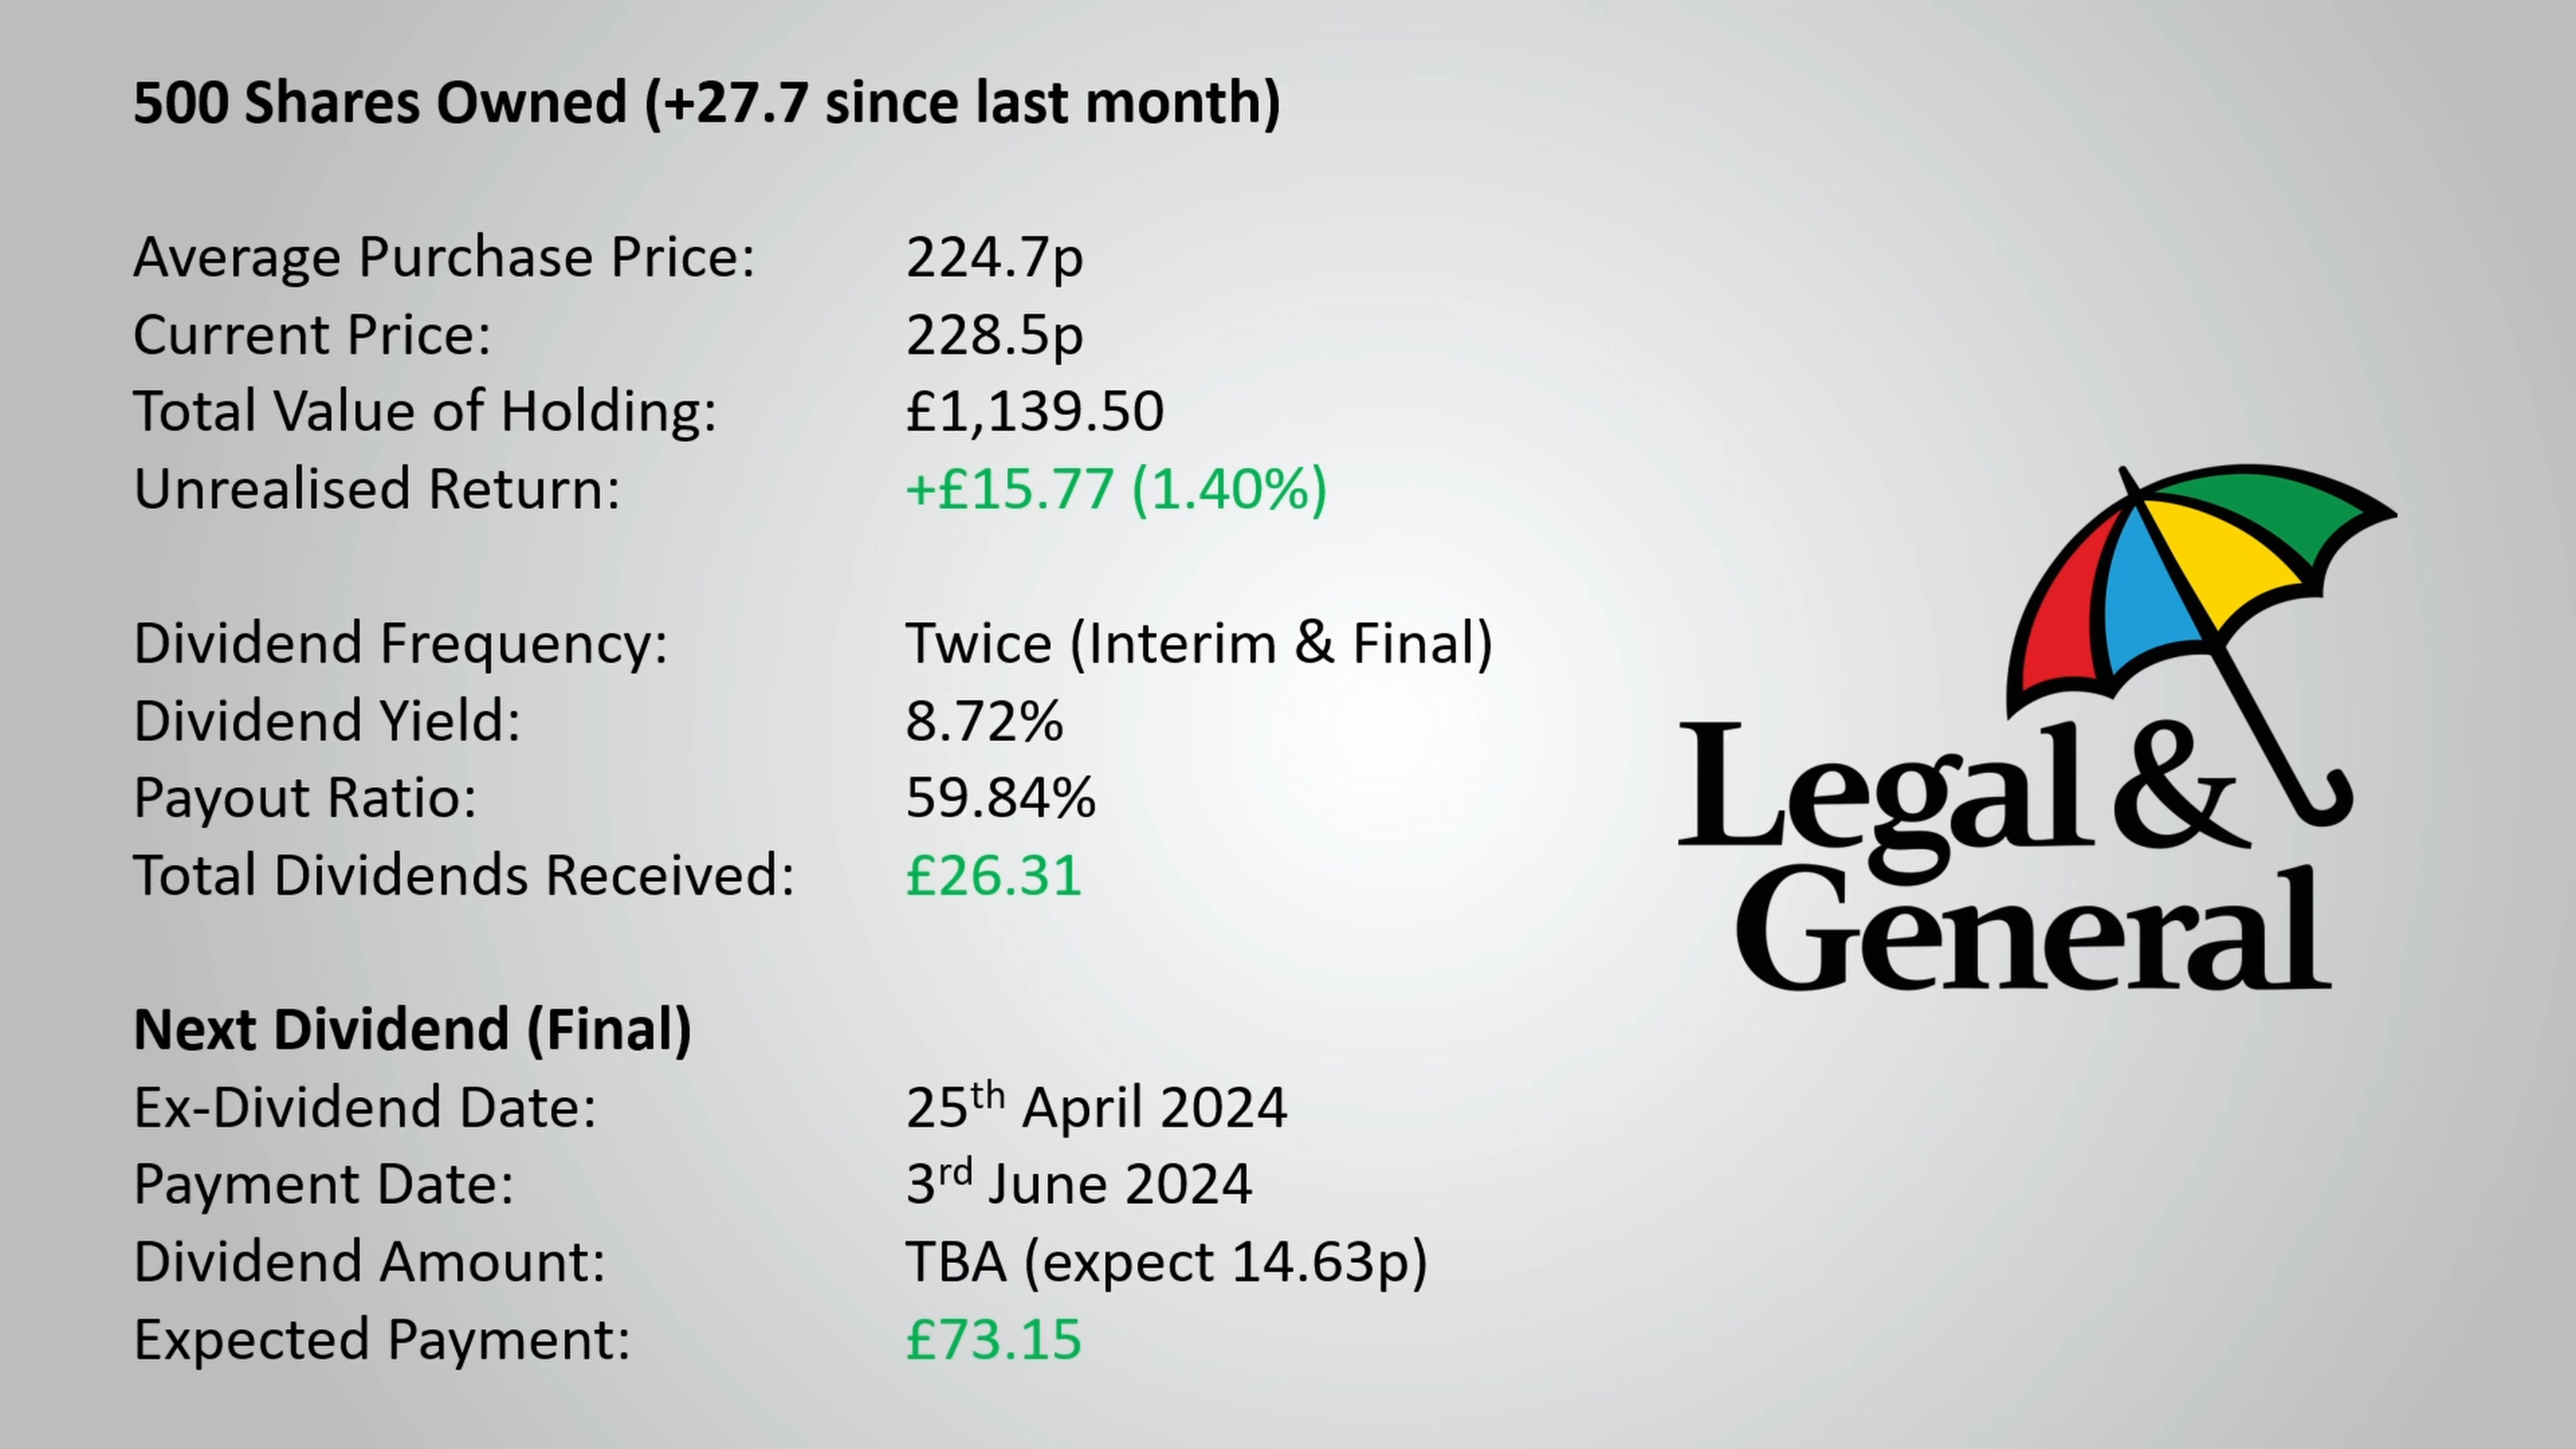 500 Shares Owned (+27.7 since last month)
Average Purchase Price: 224.7p
Current Price: 228.5p
Total Value of Holding: £1,139.50
Unrealised Return: +£15.77 (1.40%)
Dividend Frequency: Twice (Interim & Final)
Dividend Yield: 8.72%
Payout Ratio: 59.84%
Total Dividends Received: £26.31
Next Dividend (Final)
Ex-Dividend Date: 25th April 2024
Payment Date: 3rd June 2024
Dividend Amount: TBA (expect 14.63p)
Expected Payment: £73.15
Legal &
General